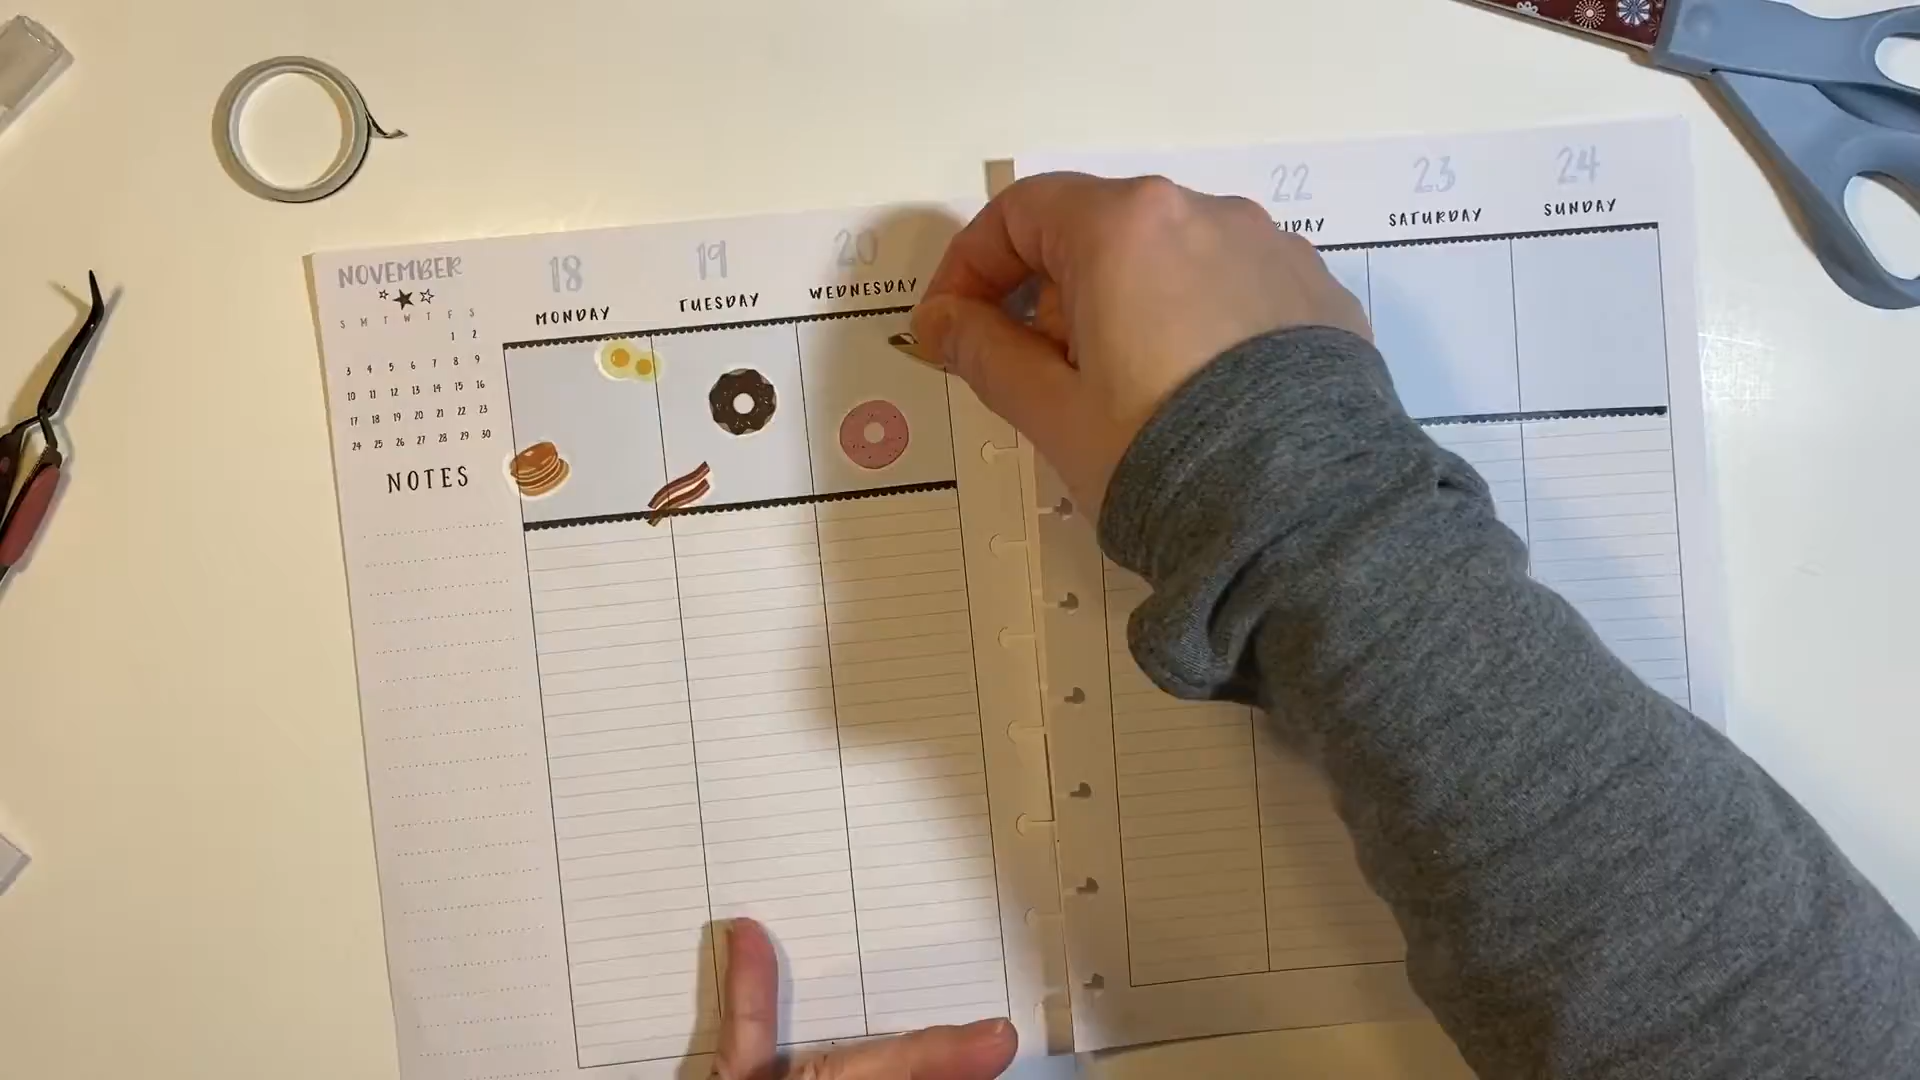 NOVEMBER
S M T W T F S
1 2
3 4 5 6 7 8 9
10 11 12 13 14 15 16
17 18 19 20 21 22 23
24 25 26 27 28 29 30
NOTES
18
MONDAY
19
TUESDAY
20
WEDNESDAY
22
RIDAY
23
SATURDAY
24
SUNDAY